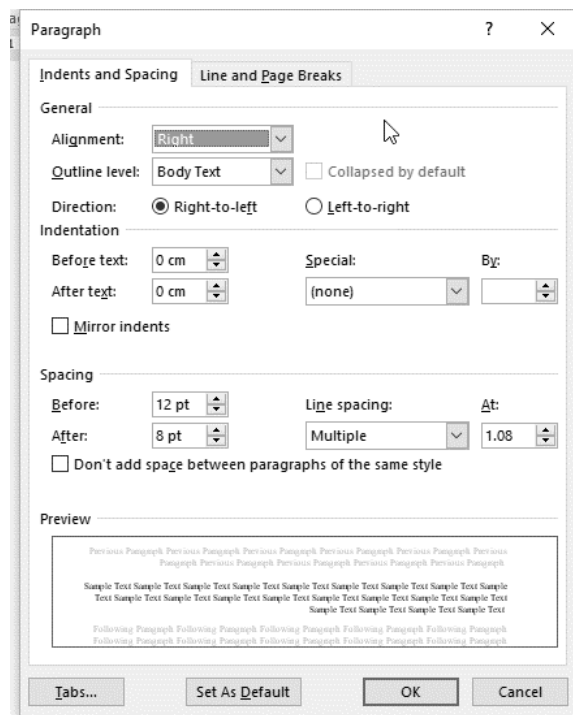 Paragraph
Indents and Spacing Line and Page Breaks
General
Alignment: Right
Outline level: Body Text Collapsed by default
Direction: Right-to-left Left-to-right
Indentation
Before text: 0 cm Special: By:
After text: 0 cm (none)
Mirror indents
Spacing
Before: 12 pt Line spacing: At:
After: 8 pt Multiple 1.08
Don't add space between paragraphs of the same style
Preview
Previous Paragraph Previous Paragraph Previous Paragraph Previous Paragraph Previous Paragraph Previous
Paragraph Previous Paragraph Previous Paragraph Previous Paragraph Previous Paragraph
Sample Text Sample Text Sample Text Sample Text Sample Text Sample Text Sample Text Sample Text Sample
Text Sample Text Sample Text Sample Text Sample Text Sample Text Sample Text Sample Text Sample Text
Sample Text Sample Text Sample Text Sample Text
Following Paragraph Following Paragraph Following Paragraph Following Paragraph Following Paragraph
Following Paragraph Following Paragraph Following Paragraph Following Paragraph Following Paragraph
Tabs... Set As Default OK Cancel